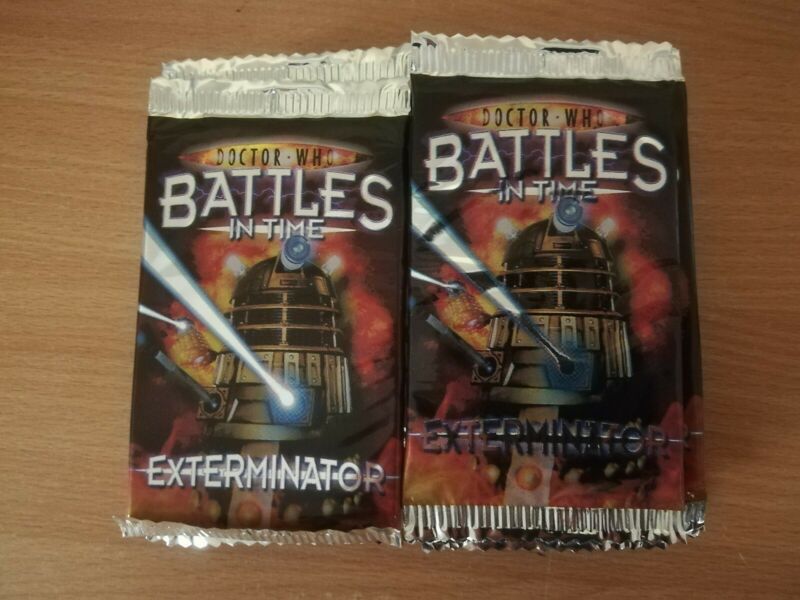 DOCTOR • WHO
BATTLES
IN TIME
EXTERMINATOR
DOCTOR • WHO
BATTLES
IN TIME
EXTERMINATOR